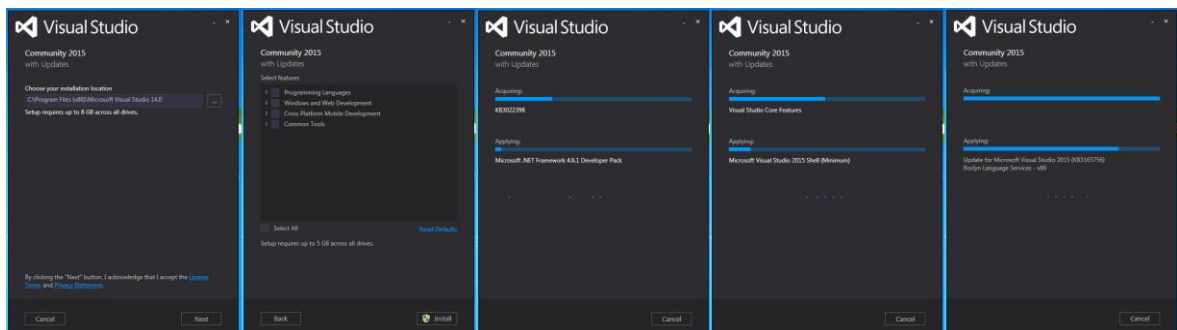 Visual Studio
Community 2015
with Updates
Choose your installation location
C:\Program Files (x86)\Microsoft Visual Studio 14.0
...
Setup requires up to 8 GB across all drives.
By clicking the "Next" button, I acknowledge that I accept the License
Terms and Privacy Statement.
Cancel
Next
Visual Studio
Community 2015
with Updates
Select features
Programming Languages
Windows and Web Development
Cross Platform Mobile Development
Common Tools
Select All
Reset Defaults
Setup requires up to 5 GB across all drives.
Back
Install
Visual Studio
Community 2015
with Updates
Acquiring:
KB3022398
Applying:
Microsoft .NET Framework 4.6.1 Developer Pack
Cancel
Visual Studio
Community 2015
with Updates
Acquiring:
Visual Studio Core Features
Applying:
Microsoft Visual Studio 2015 Shell (Minimum)
Cancel
Visual Studio
Community 2015
with Updates
Acquiring:
Applying:
Update for Microsoft Visual Studio 2015 (KB3165756)
Roslyn Language Services - x86
Cancel